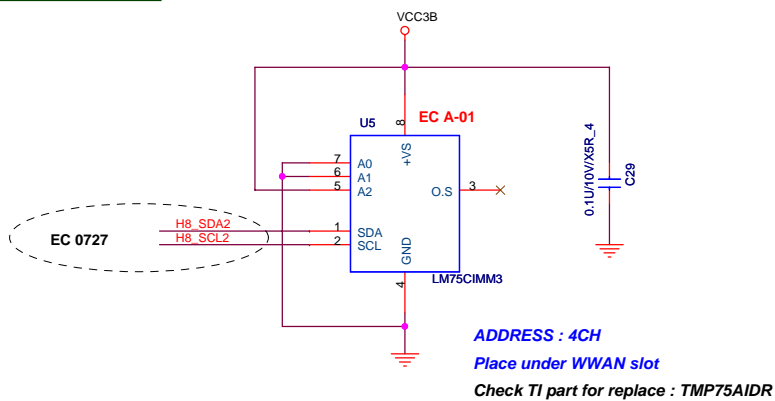 VCC3B
U5
EC A-01
8
+VS
7
A0
6
A1
5
A2
O.S
3
0.1U/10V/X5R_4
C29
H8_SDA2
1
SDA
EC 0727
H8_SCL2
2
SCL
GND
4
LM75CIMM3
ADDRESS : 4CH
Place under WWAN slot
Check TI part for replace : TMP75AIDR